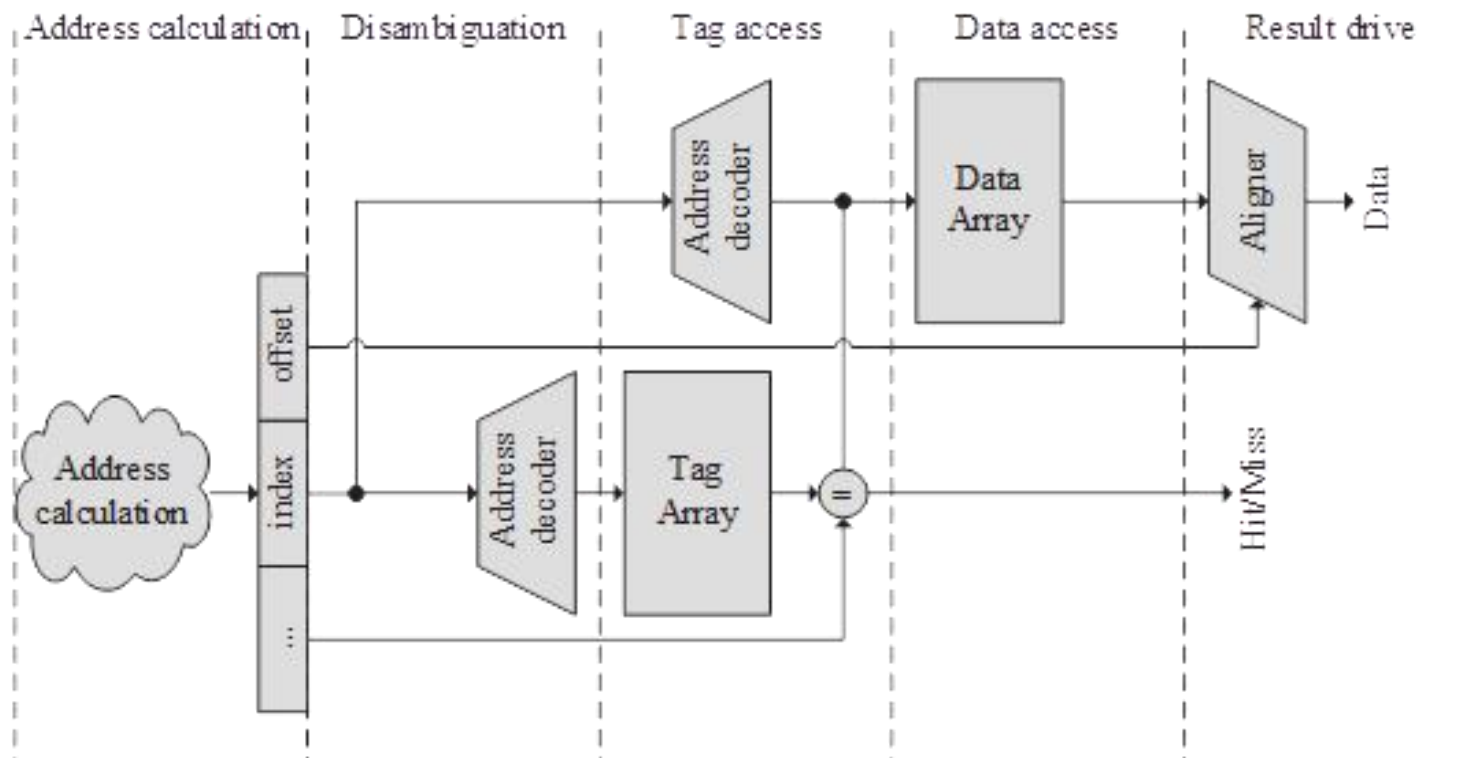 Address calculation
Disambiguation
Tag access
Data access
Result drive
Address
decoder
Data
Array
Aligner
Data
offset
index
...
Address
calculation
Address
decoder
Tag
Array
=
Hit/Miss